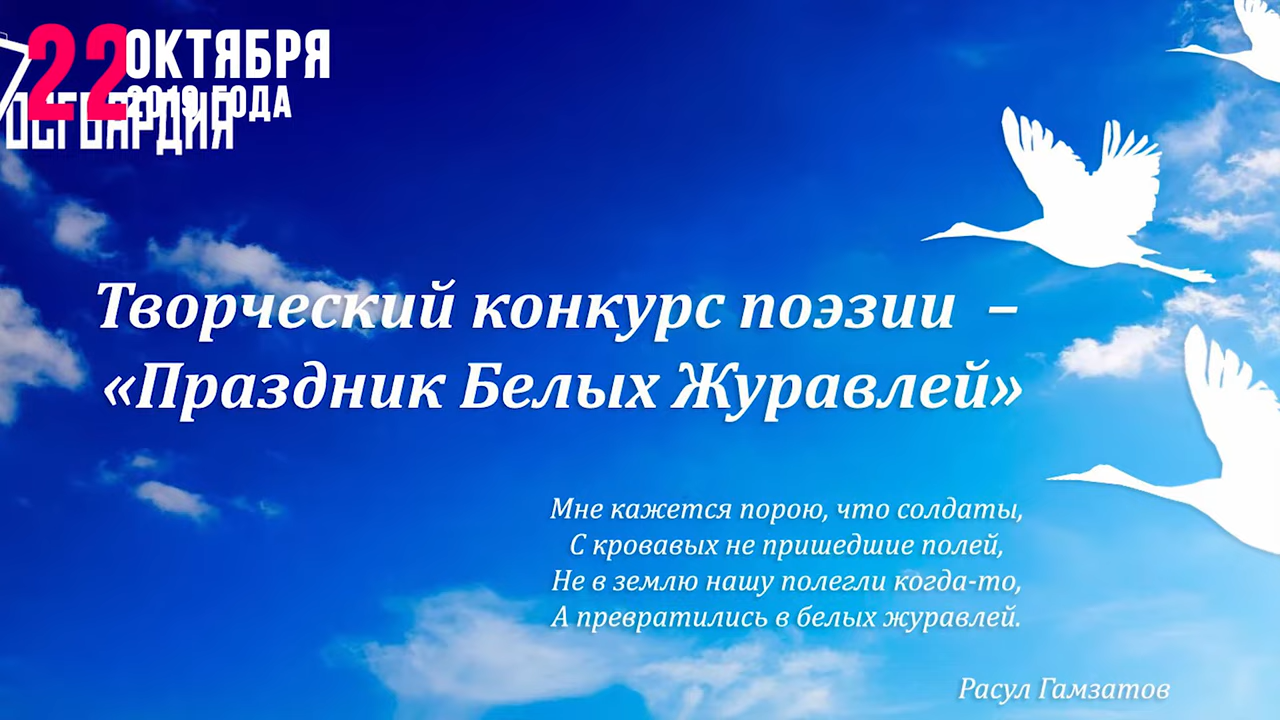 22 ОКТЯБРЯ
2019 ГОДА
ОСГВАРДИЯ
Творческий конкурс поэзии –
«Праздник Белых Журавлей»
Мне кажется порою, что солдаты,
С кровавых не пришедшие полей,
Не в землю нашу полегли когда-то,
А превратились в белых журавлей.
Расул Гамзатов